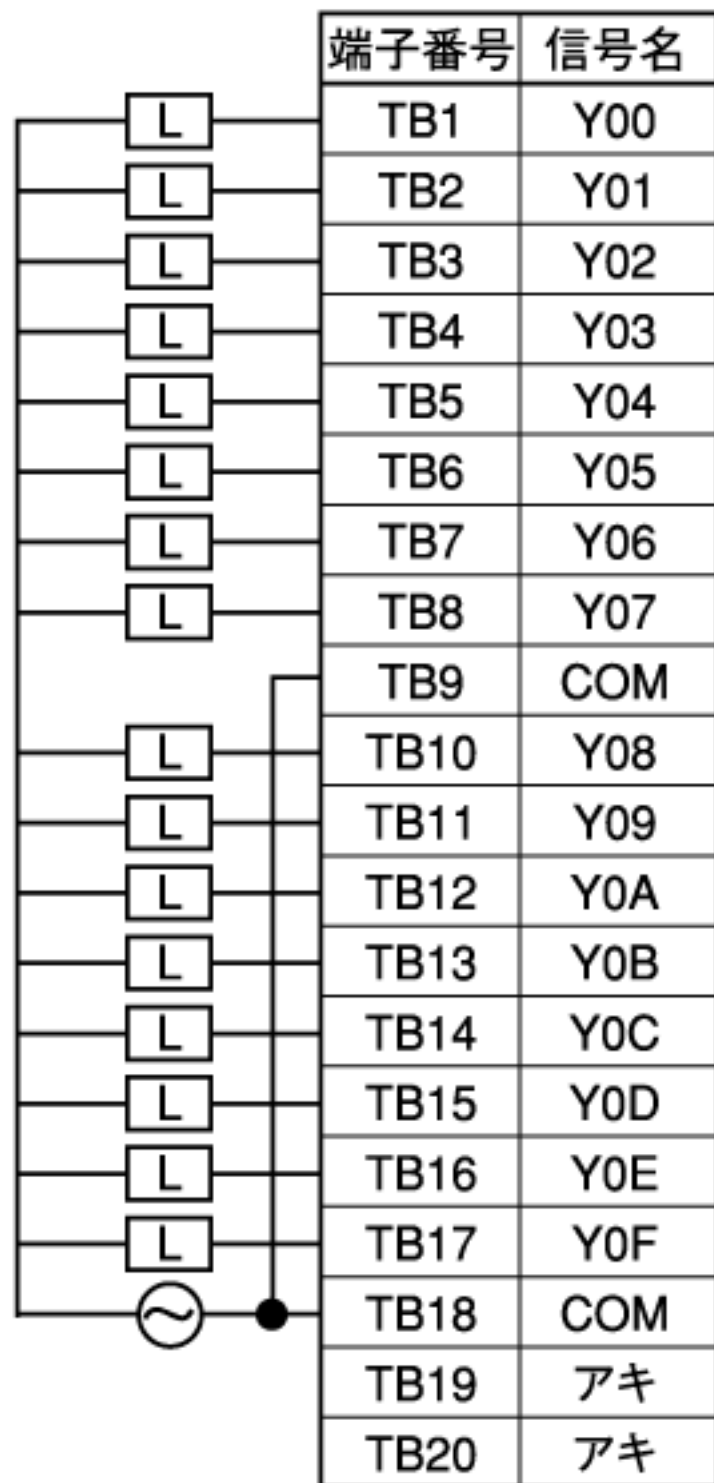 端子番号 信号名
L TB1 Y00
L TB2 Y01
L TB3 Y02
L TB4 Y03
L TB5 Y04
L TB6 Y05
L TB7 Y06
L TB8 Y07
TB9 COM
L TB10 Y08
L TB11 Y09
L TB12 Y0A
L TB13 Y0B
L TB14 Y0C
L TB15 Y0D
L TB16 Y0E
L TB17 Y0F
TB18 COM
TB19 アキ
TB20 アキ